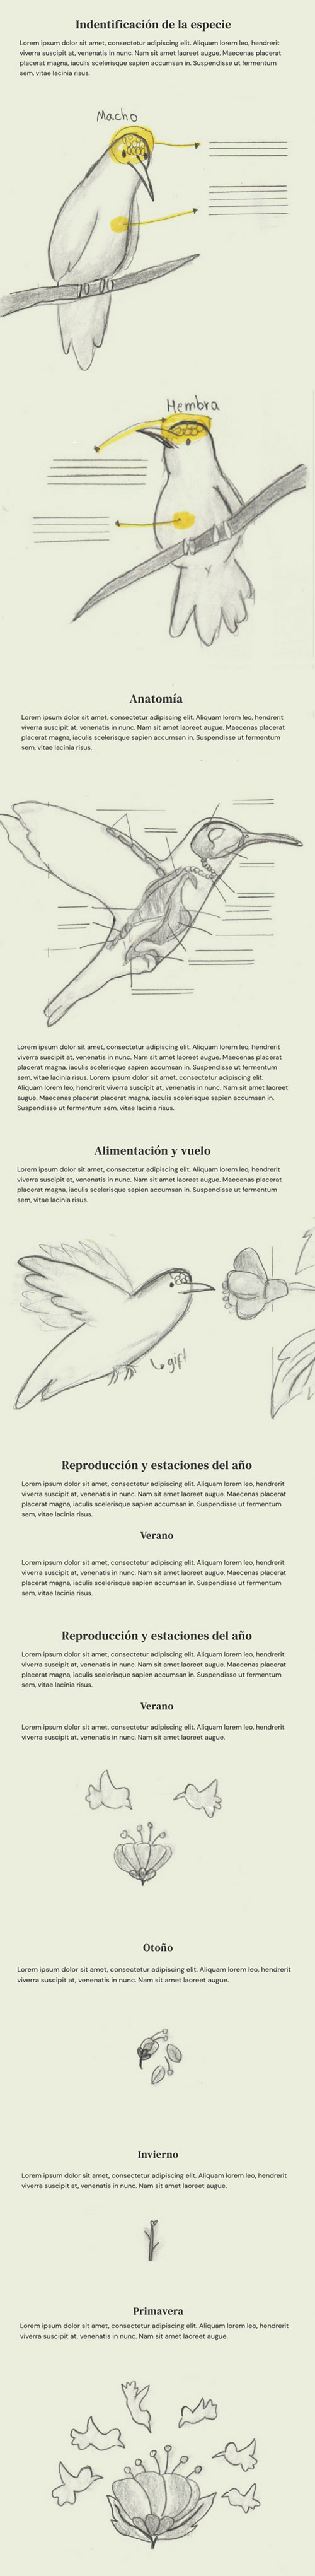 Indentificación de la especie
Lorem ipsum dolor sit amet, consectetur adipiscing elit. Aliquam lorem leo, hendrerit
viverra suscipit at, venenatis in nunc. Nam sit amet laoreet augue. Maecenas placerat
placerat magna, iaculis scelerisque sapien accumsan in. Suspendisse ut fermentum
sem, vitae lacinia risus.
Macho
Hembra
Anatomía
Lorem ipsum dolor sit amet, consectetur adipiscing elit. Aliquam lorem leo, hendrerit
viverra suscipit at, venenatis in nunc. Nam sit amet laoreet augue. Maecenas placerat
placerat magna, iaculis scelerisque sapien accumsan in. Suspendisse ut fermentum
sem, vitae lacinia risus.
Lorem ipsum dolor sit amet, consectetur adipiscing elit. Aliquam lorem leo, hendrerit
viverra suscipit at, venenatis in nunc. Nam sit amet laoreet augue. Maecenas placerat
placerat magna, iaculis scelerisque sapien accumsan in. Suspendisse ut fermentum
sem, vitae lacinia risus. Lorem ipsum dolor sit amet, consectetur adipiscing elit.
Aliquam lorem leo, hendrerit viverra suscipit at, venenatis in nunc. Nam sit amet laoreet
augue. Maecenas placerat placerat magna, iaculis scelerisque sapien accumsan in.
Suspendisse ut fermentum sem, vitae lacinia risus.
Alimentación y vuelo
Lorem ipsum dolor sit amet, consectetur adipiscing elit. Aliquam lorem leo, hendrerit
viverra suscipit at, venenatis in nunc. Nam sit amet laoreet augue. Maecenas placerat
placerat magna, iaculis scelerisque sapien accumsan in. Suspendisse ut fermentum
sem, vitae lacinia risus.
gif!
Reproducción y estaciones del año
Lorem ipsum dolor sit amet, consectetur adipiscing elit. Aliquam lorem leo, hendrerit
viverra suscipit at, venenatis in nunc. Nam sit amet laoreet augue. Maecenas placerat
placerat magna, iaculis scelerisque sapien accumsan in. Suspendisse ut fermentum
sem, vitae lacinia risus.
Verano
Lorem ipsum dolor sit amet, consectetur adipiscing elit. Aliquam lorem leo, hendrerit
viverra suscipit at, venenatis in nunc. Nam sit amet laoreet augue. Maecenas placerat
placerat magna, iaculis scelerisque sapien accumsan in. Suspendisse ut fermentum
sem, vitae lacinia risus.
Reproducción y estaciones del año
Lorem ipsum dolor sit amet, consectetur adipiscing elit. Aliquam lorem leo, hendrerit
viverra suscipit at, venenatis in nunc. Nam sit amet laoreet augue. Maecenas placerat
placerat magna, iaculis scelerisque sapien accumsan in. Suspendisse ut fermentum
sem, vitae lacinia risus.
Verano
Lorem ipsum dolor sit amet, consectetur adipiscing elit. Aliquam lorem leo, hendrerit
viverra suscipit at, venenatis in nunc. Nam sit amet laoreet augue.
Otoño
Lorem ipsum dolor sit amet, consectetur adipiscing elit. Aliquam lorem leo, hendrerit
viverra suscipit at, venenatis in nunc. Nam sit amet laoreet augue.
Invierno
Lorem ipsum dolor sit amet, consectetur adipiscing elit. Aliquam lorem leo, hendrerit
viverra suscipit at, venenatis in nunc. Nam sit amet laoreet augue.
Primavera
Lorem ipsum dolor sit amet, consectetur adipiscing elit. Aliquam lorem leo, hendrerit
viverra suscipit at, venenatis in nunc. Nam sit amet laoreet augue.